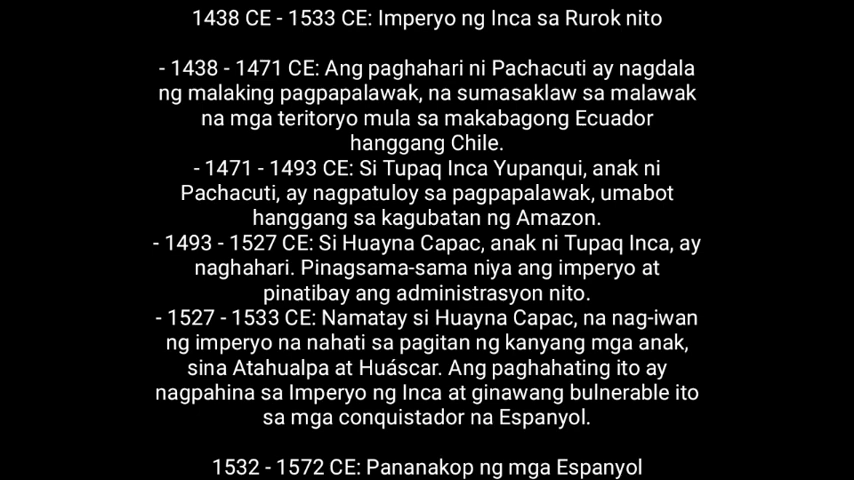 1438 CE - 1533 CE: Imperyo ng Inca sa Rurok nito
- 1438 - 1471 CE: Ang paghahari ni Pachacuti ay nagdala
ng malaking pagpapalawak, na sumasaklaw sa malawak
na mga teritoryo mula sa makabagong Ecuador
hanggang Chile.
- 1471 - 1493 CE: Si Tupaq Inca Yupanqui, anak ni
Pachacuti, ay nagpatuloy sa pagpapalawak, umabot
hanggang sa kagubatan ng Amazon.
- 1493 - 1527 CE: Si Huayna Capac, anak ni Tupaq Inca, ay
naghahari. Pinagsama-sama niya ang imperyo at
pinatibay ang administrasyon nito.
- 1527 - 1533 CE: Namatay si Huayna Capac, na nag-iwan
ng imperyo na nahati sa pagitan ng kanyang mga anak,
sina Atahualpa at Huáscar. Ang paghahating ito ay
nagpahina sa Imperyo ng Inca at ginawang bulnerable ito
sa mga conquistador na Espanyol.
1532 - 1572 CE: Pananakop ng mga Espanyol